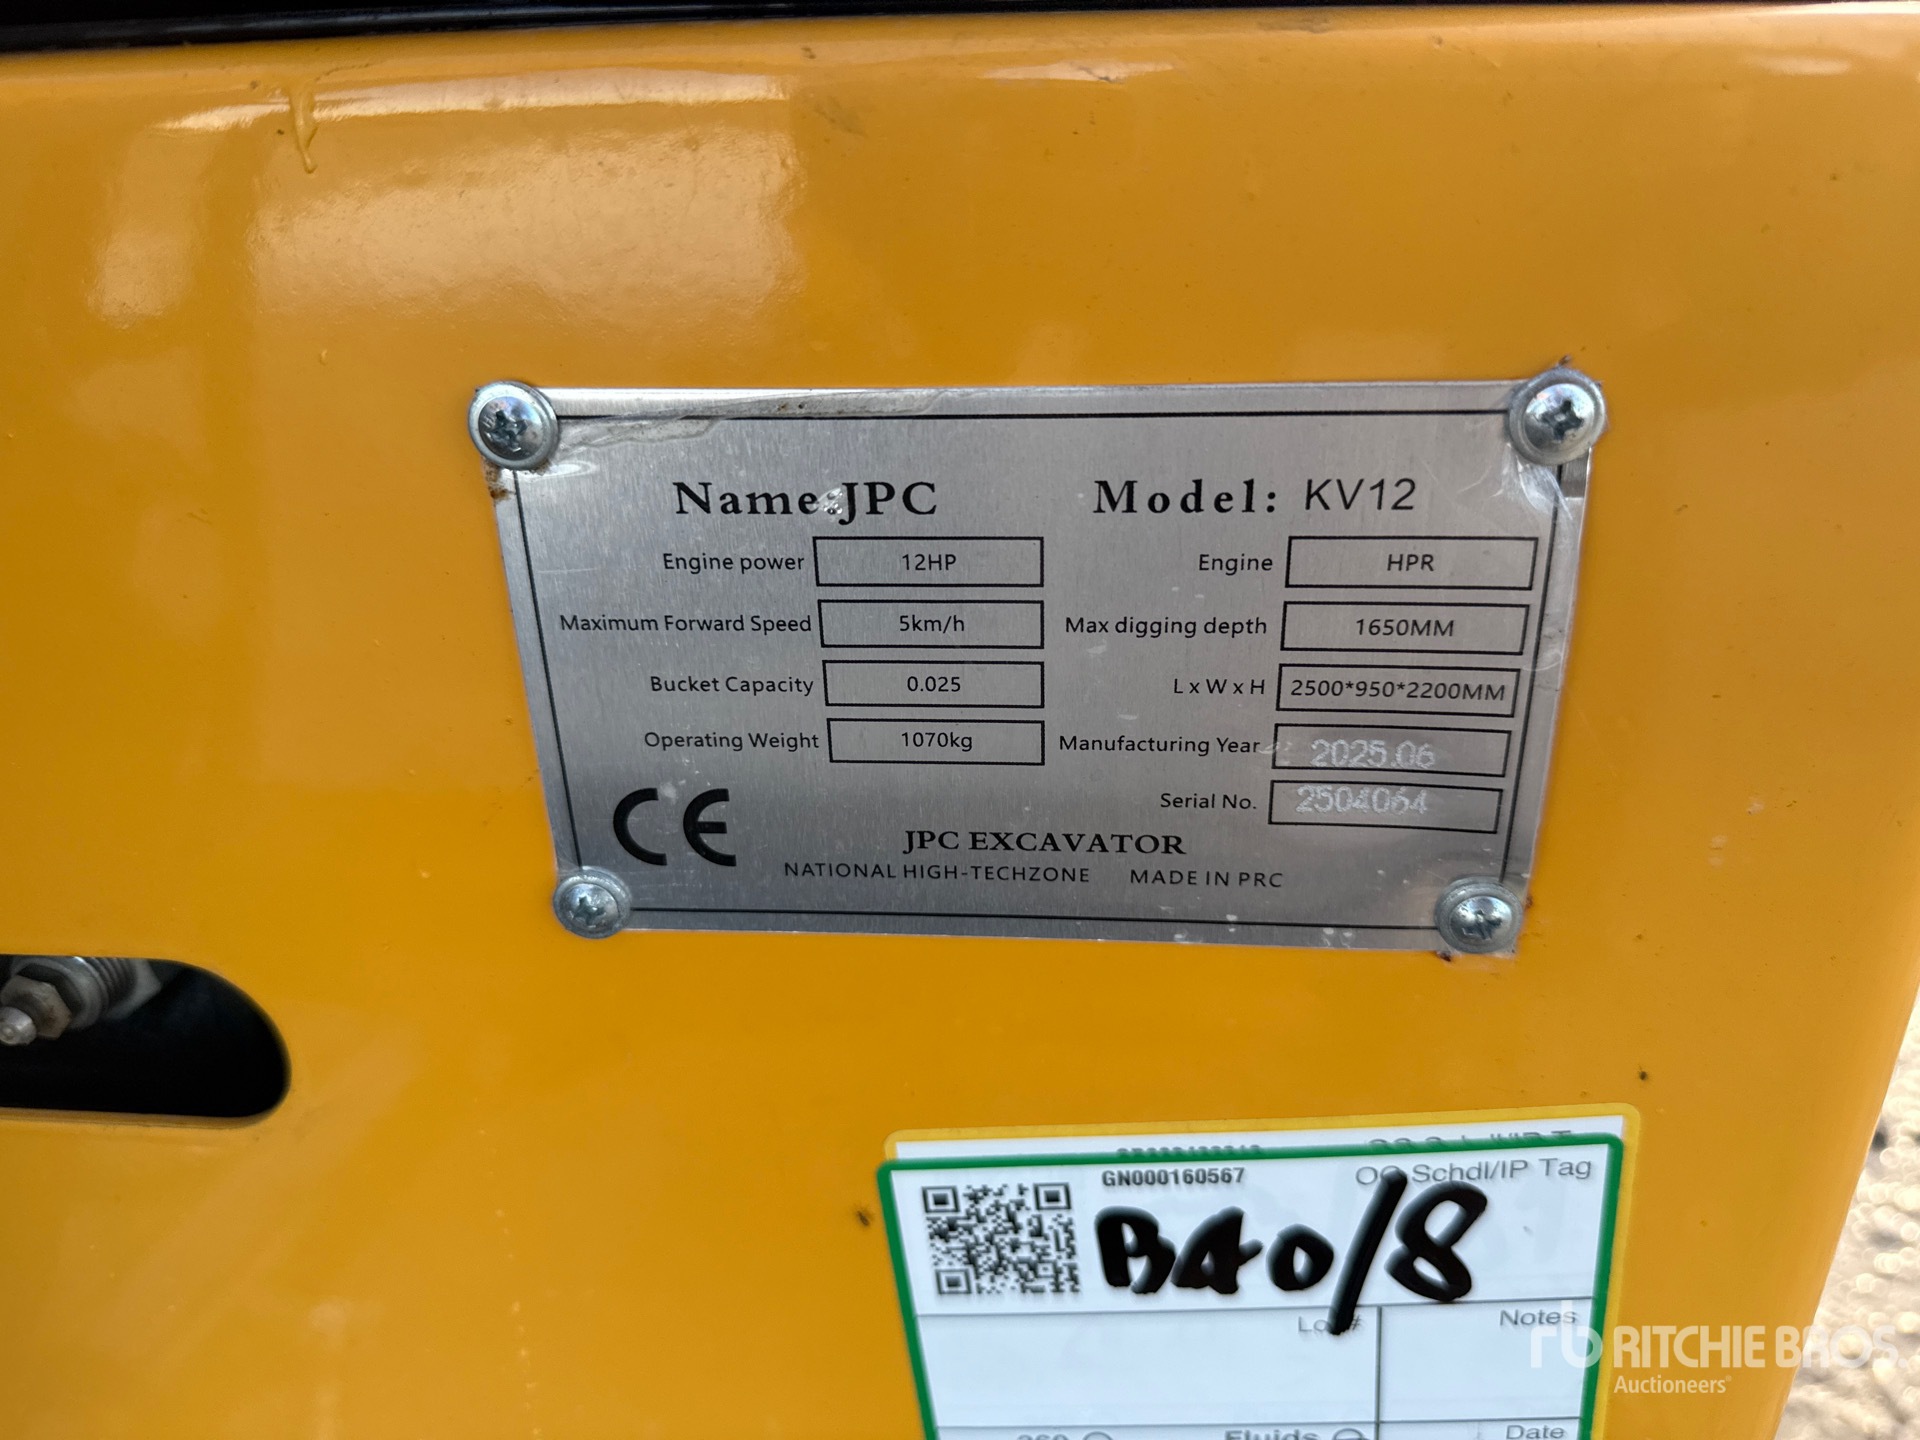 Name:JPC Model: KV12
Engine power 12HP Engine HPR
Maximum Forward Speed 5km/h Max digging depth 1650MM
Bucket Capacity 0.025 L x W x H 2500*950*2200MM
Operating Weight 1070kg Manufacturing Year 2025.06
Serial No. 2504064
CE JPC EXCAVATOR
NATIONAL HIGH-TECHZONE MADE IN PRC
GN000160567 OO Schdl/IP Tag
B40/8
Lot# Notes
360 Fluids Date
rb RITCHIE BROS.
Auctioneers